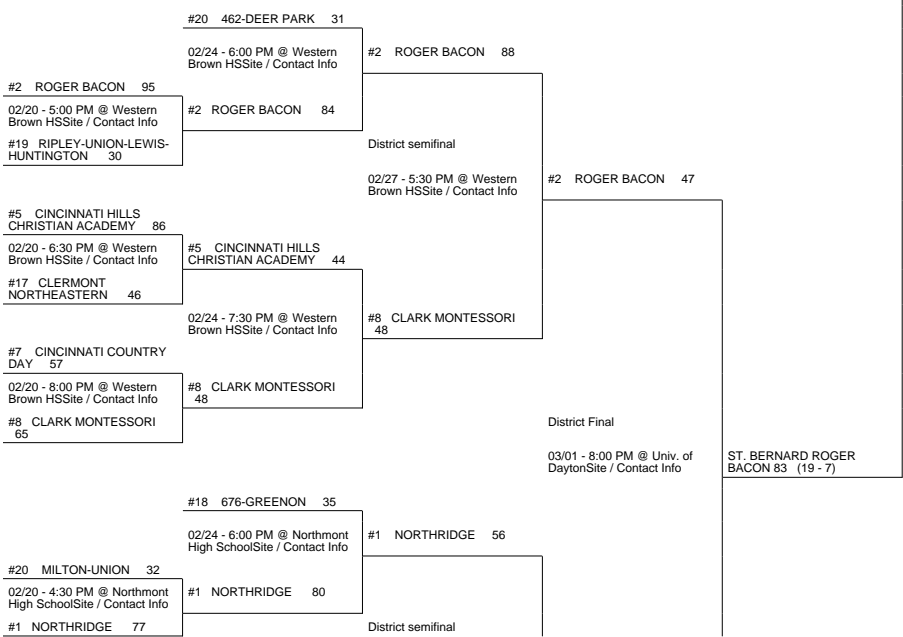 #20 462-DEER PARK 31
02/24 - 6:00 PM @ Western
Brown HSSite / Contact Info
#2 ROGER BACON 88
#2 ROGER BACON 95
02/20 - 5:00 PM @ Western
Brown HSSite / Contact Info
#2 ROGER BACON 84
#19 RIPLEY-UNION-LEWIS-
HUNTINGTON 30
District semifinal
02/27 - 5:30 PM @ Western
Brown HSSite / Contact Info
#2 ROGER BACON 47
#5 CINCINNATI HILLS
CHRISTIAN ACADEMY 86
02/20 - 6:30 PM @ Western
Brown HSSite / Contact Info
#5 CINCINNATI HILLS
CHRISTIAN ACADEMY 44
#17 CLERMONT
NORTHEASTERN 46
02/24 - 7:30 PM @ Western
Brown HSSite / Contact Info
#8 CLARK MONTESSORI
48
#7 CINCINNATI COUNTRY
DAY 57
02/20 - 8:00 PM @ Western
Brown HSSite / Contact Info
#8 CLARK MONTESSORI
48
#8 CLARK MONTESSORI
65
District Final
03/01 - 8:00 PM @ Univ. of
DaytonSite / Contact Info
ST. BERNARD ROGER
BACON 83 (19 - 7)
#18 676-GREENON 35
02/24 - 6:00 PM @ Northmont
High SchoolSite / Contact Info
#1 NORTHRIDGE 56
#20 MILTON-UNION 32
02/20 - 4:30 PM @ Northmont
High SchoolSite / Contact Info
#1 NORTHRIDGE 80
#1 NORTHRIDGE 77
District semifinal